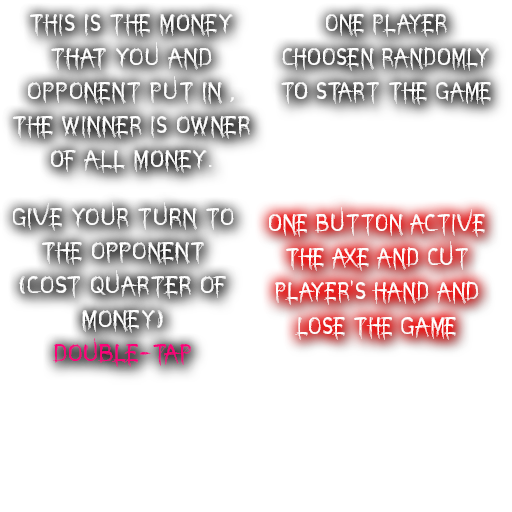 THIS IS THE MONEY
THAT YOU AND
OPPONENT PUT IN ,
THE WINNER IS OWNER
OF ALL MONEY.
ONE PLAYER
CHOOSEN RANDOMLY
TO START THE GAME
GIVE YOUR TURN TO
THE OPPONENT
(COST QUARTER OF
MONEY)
DOUBLE-TAP
ONE BUTTON ACTIVE
THE AXE AND CUT
PLAYER'S HAND AND
LOSE THE GAME